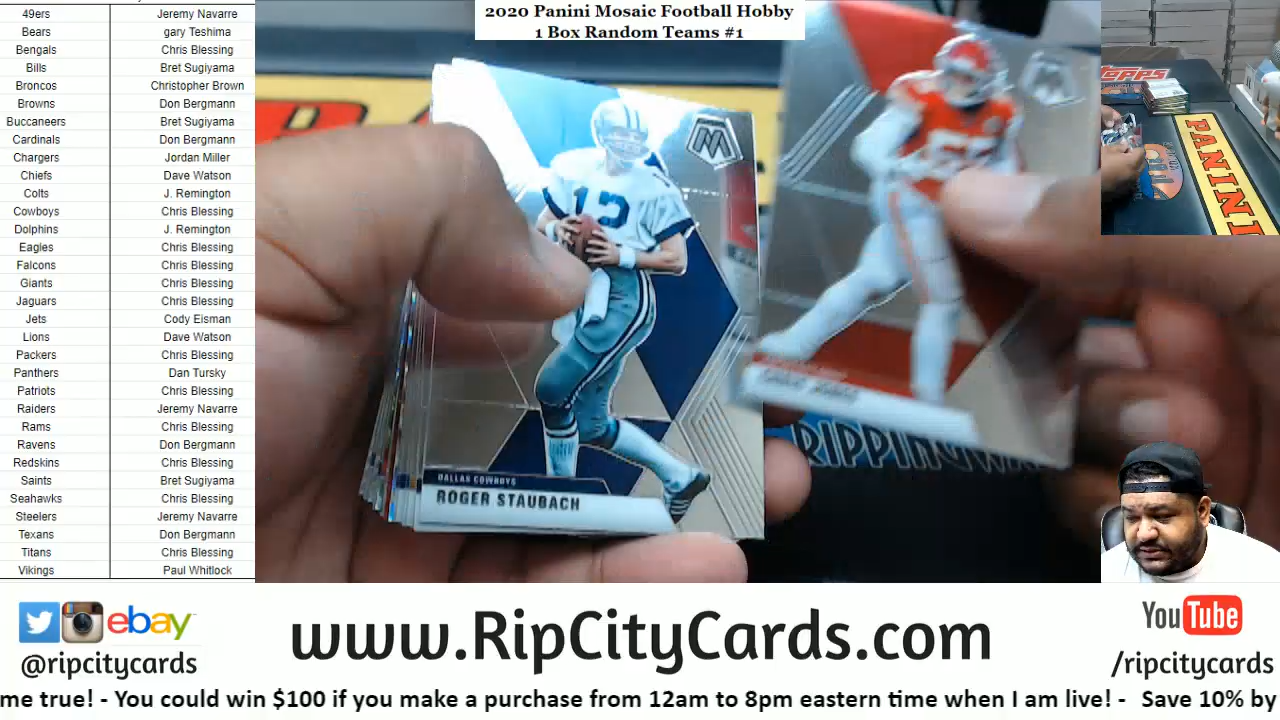 2020 Panini Mosaic Football Hobby
1 Box Random Teams #1
49ers Jeremy Navarre
Bears gary Teshima
Bengals Chris Blessing
Bills Bret Sugiyama
Broncos Christopher Brown
Browns Don Bergmann
Buccaneers Bret Sugiyama
Cardinals Don Bergmann
Chargers Jordan Miller
Chiefs Dave Watson
Colts J. Remington
Cowboys Chris Blessing
Dolphins J. Remington
Eagles Chris Blessing
Falcons Chris Blessing
Giants Chris Blessing
Jaguars Chris Blessing
Jets Cody Eisman
Lions Dave Watson
Packers Chris Blessing
Panthers Dan Tursky
Patriots Chris Blessing
Raiders Jeremy Navarre
Rams Chris Blessing
Ravens Don Bergmann
Redskins Chris Blessing
Saints Bret Sugiyama
Seahawks Chris Blessing
Steelers Jeremy Navarre
Texans Don Bergmann
Titans Chris Blessing
Vikings Paul Whitlock
M
12
DALLAS COWBOYS
ROGER STAUBACH
TOPPS
PANINI
ebay
@ripcitycards
www.RipCityCards.com
YouTube
/ripcitycards
me true! - You could win $100 if you make a purchase from 12am to 8pm eastern time when I am live! - Save 10% by